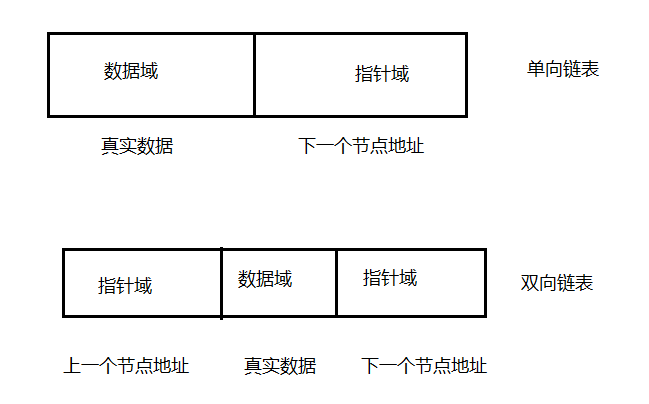 数据域 指针域 单向链表
真实数据 下一个节点地址
指针域 数据域 指针域 双向链表
上一个节点地址 真实数据 下一个节点地址